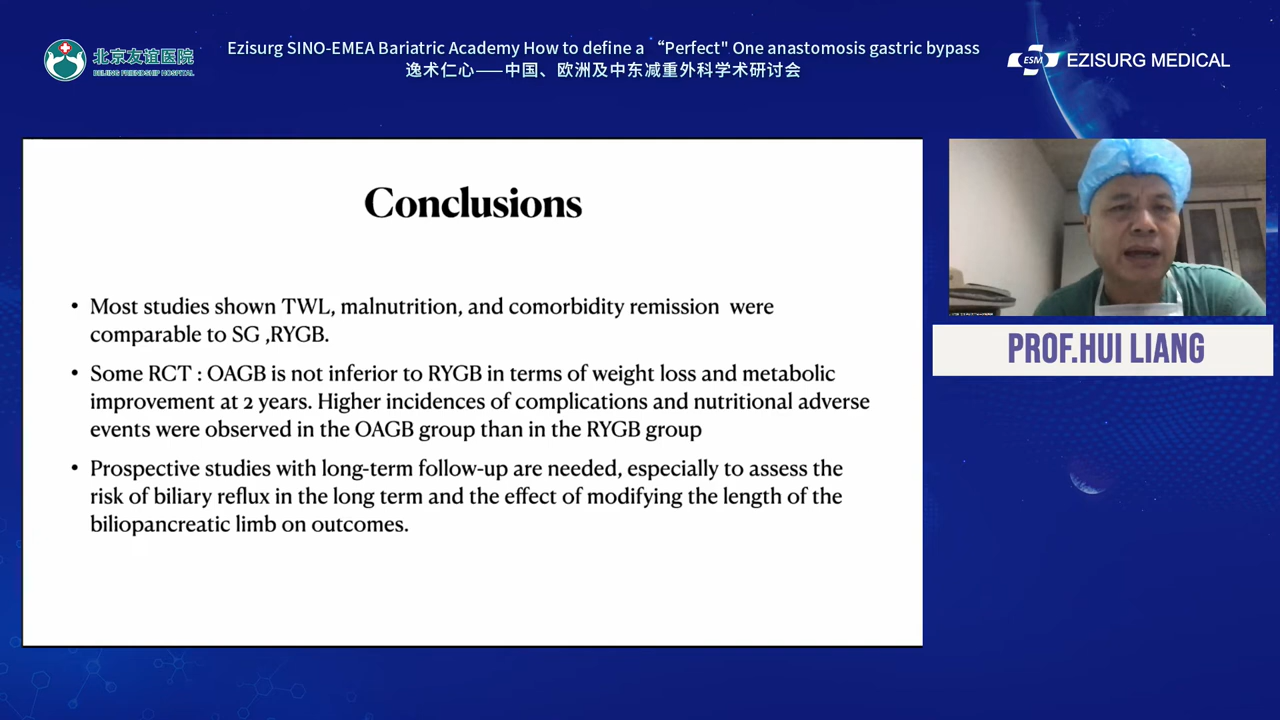 北京友谊医院
BEIJING FRIENDSHIP HOSPITAL
Ezisurg SINO-EMEA Bariatric Academy How to define a “Perfect" One anastomosis gastric bypass
逸术仁心——中国、欧洲及中东减重外科学术研讨会
ESM
EZISURG MEDICAL
Conclusions
• Most studies shown TWL, malnutrition, and comorbidity remission were
comparable to SG ,RYGB.
• Some RCT : OAGB is not inferior to RYGB in terms of weight loss and metabolic
improvement at 2 years. Higher incidences of complications and nutritional adverse
events were observed in the OAGB group than in the RYGB group
• Prospective studies with long-term follow-up are needed, especially to assess the
risk of biliary reflux in the long term and the effect of modifying the length of the
biliopancreatic limb on outcomes.
PROF.HUI LIANG